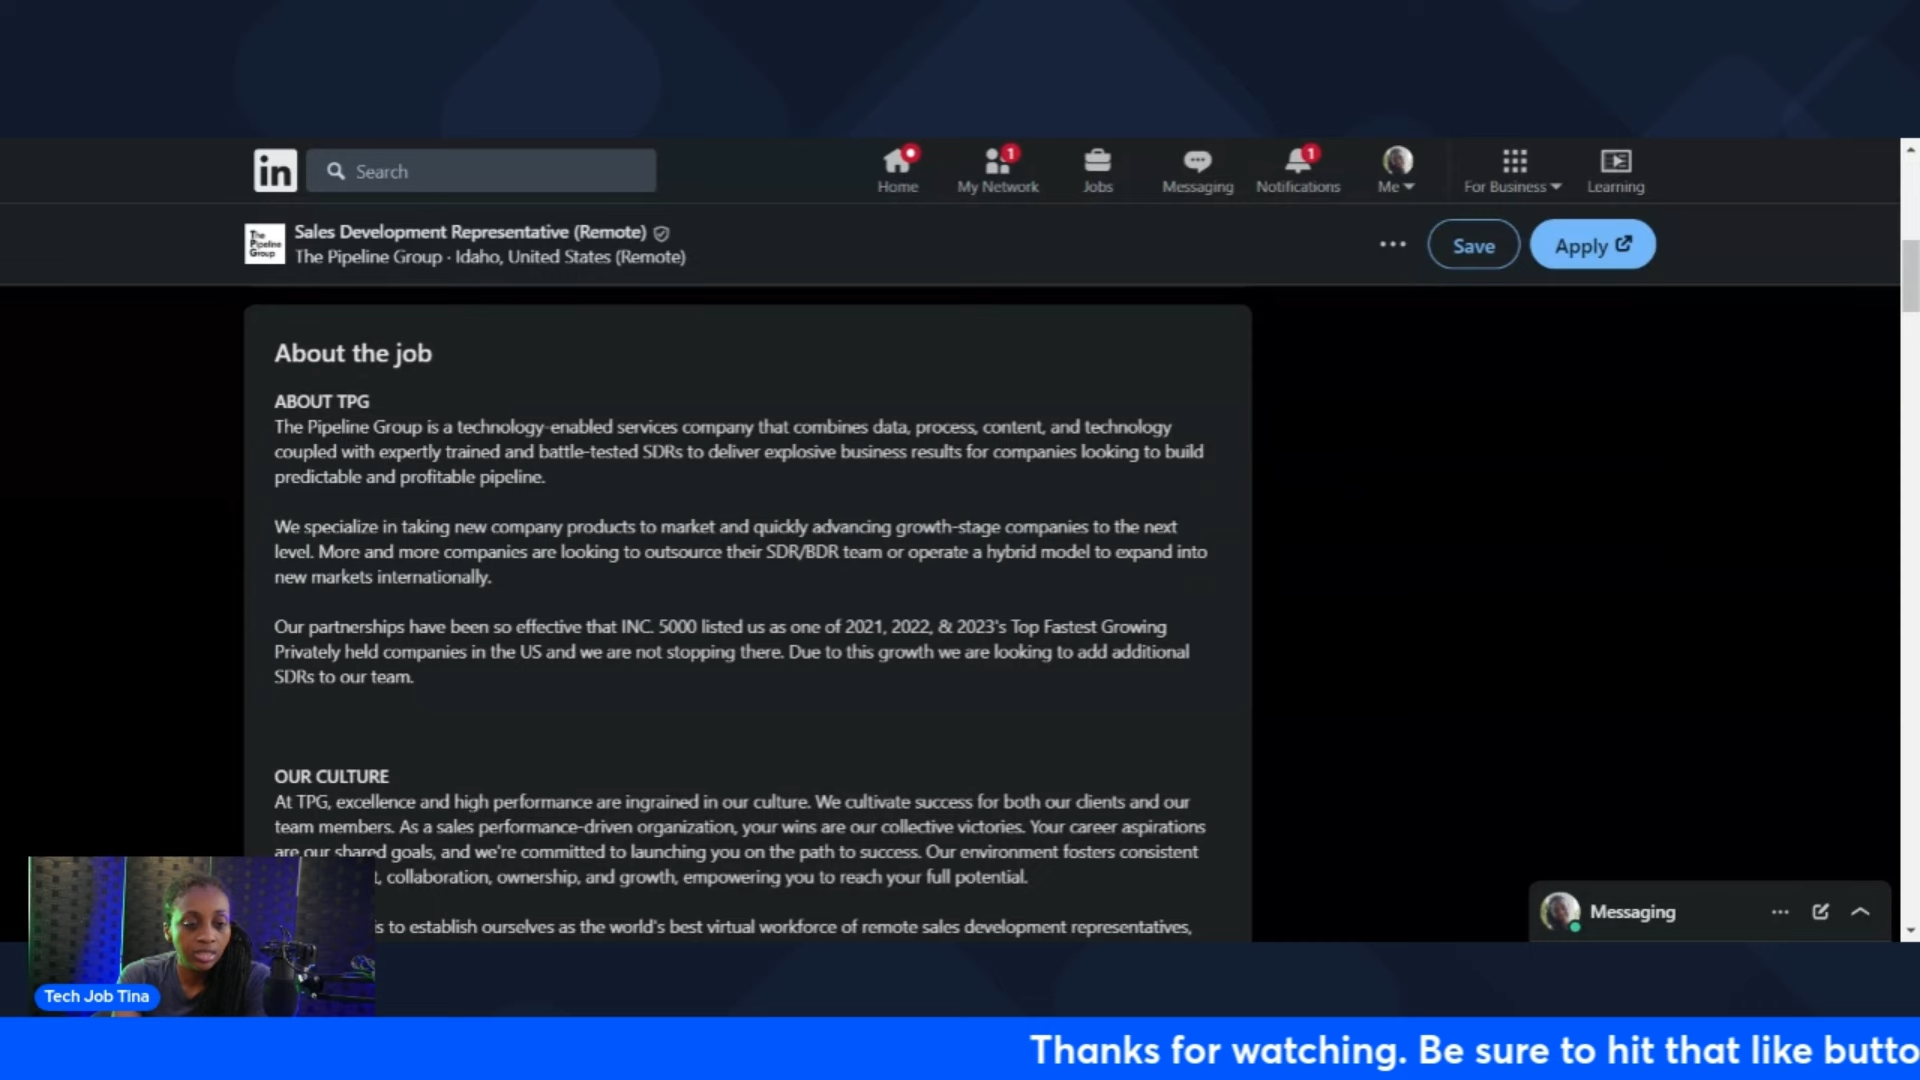 in
Search
Home
1
My Network
Jobs
Messaging
1
Notifications
Me
For Business
Learning
The
Pipeline
Group
Sales Development Representative (Remote)
The Pipeline Group · Idaho, United States (Remote)
Save
Apply
About the job
ABOUT TPG
The Pipeline Group is a technology-enabled services company that combines data, process, content, and technology
coupled with expertly trained and battle-tested SDRs to deliver explosive business results for companies looking to build
predictable and profitable pipeline.
We specialize in taking new company products to market and quickly advancing growth-stage companies to the next
level. More and more companies are looking to outsource their SDR/BDR team or operate a hybrid model to expand into
new markets internationally.
Our partnerships have been so effective that INC. 5000 listed us as one of 2021, 2022, & 2023's Top Fastest Growing
Privately held companies in the US and we are not stopping there. Due to this growth we are looking to add additional
SDRs to our team.
OUR CULTURE
At TPG, excellence and high performance are ingrained in our culture. We cultivate success for both our clients and our
team members. As a sales performance-driven organization, your wins are our collective victories. Your career aspirations
are our shared goals, and we're committed to launching you on the path to success. Our environment fosters consistent
, collaboration, ownership, and growth, empowering you to reach your full potential.
to establish ourselves as the world's best virtual workforce of remote sales development representatives,
Messaging
Tech Job Tina
Thanks for watching. Be sure to hit that like butto